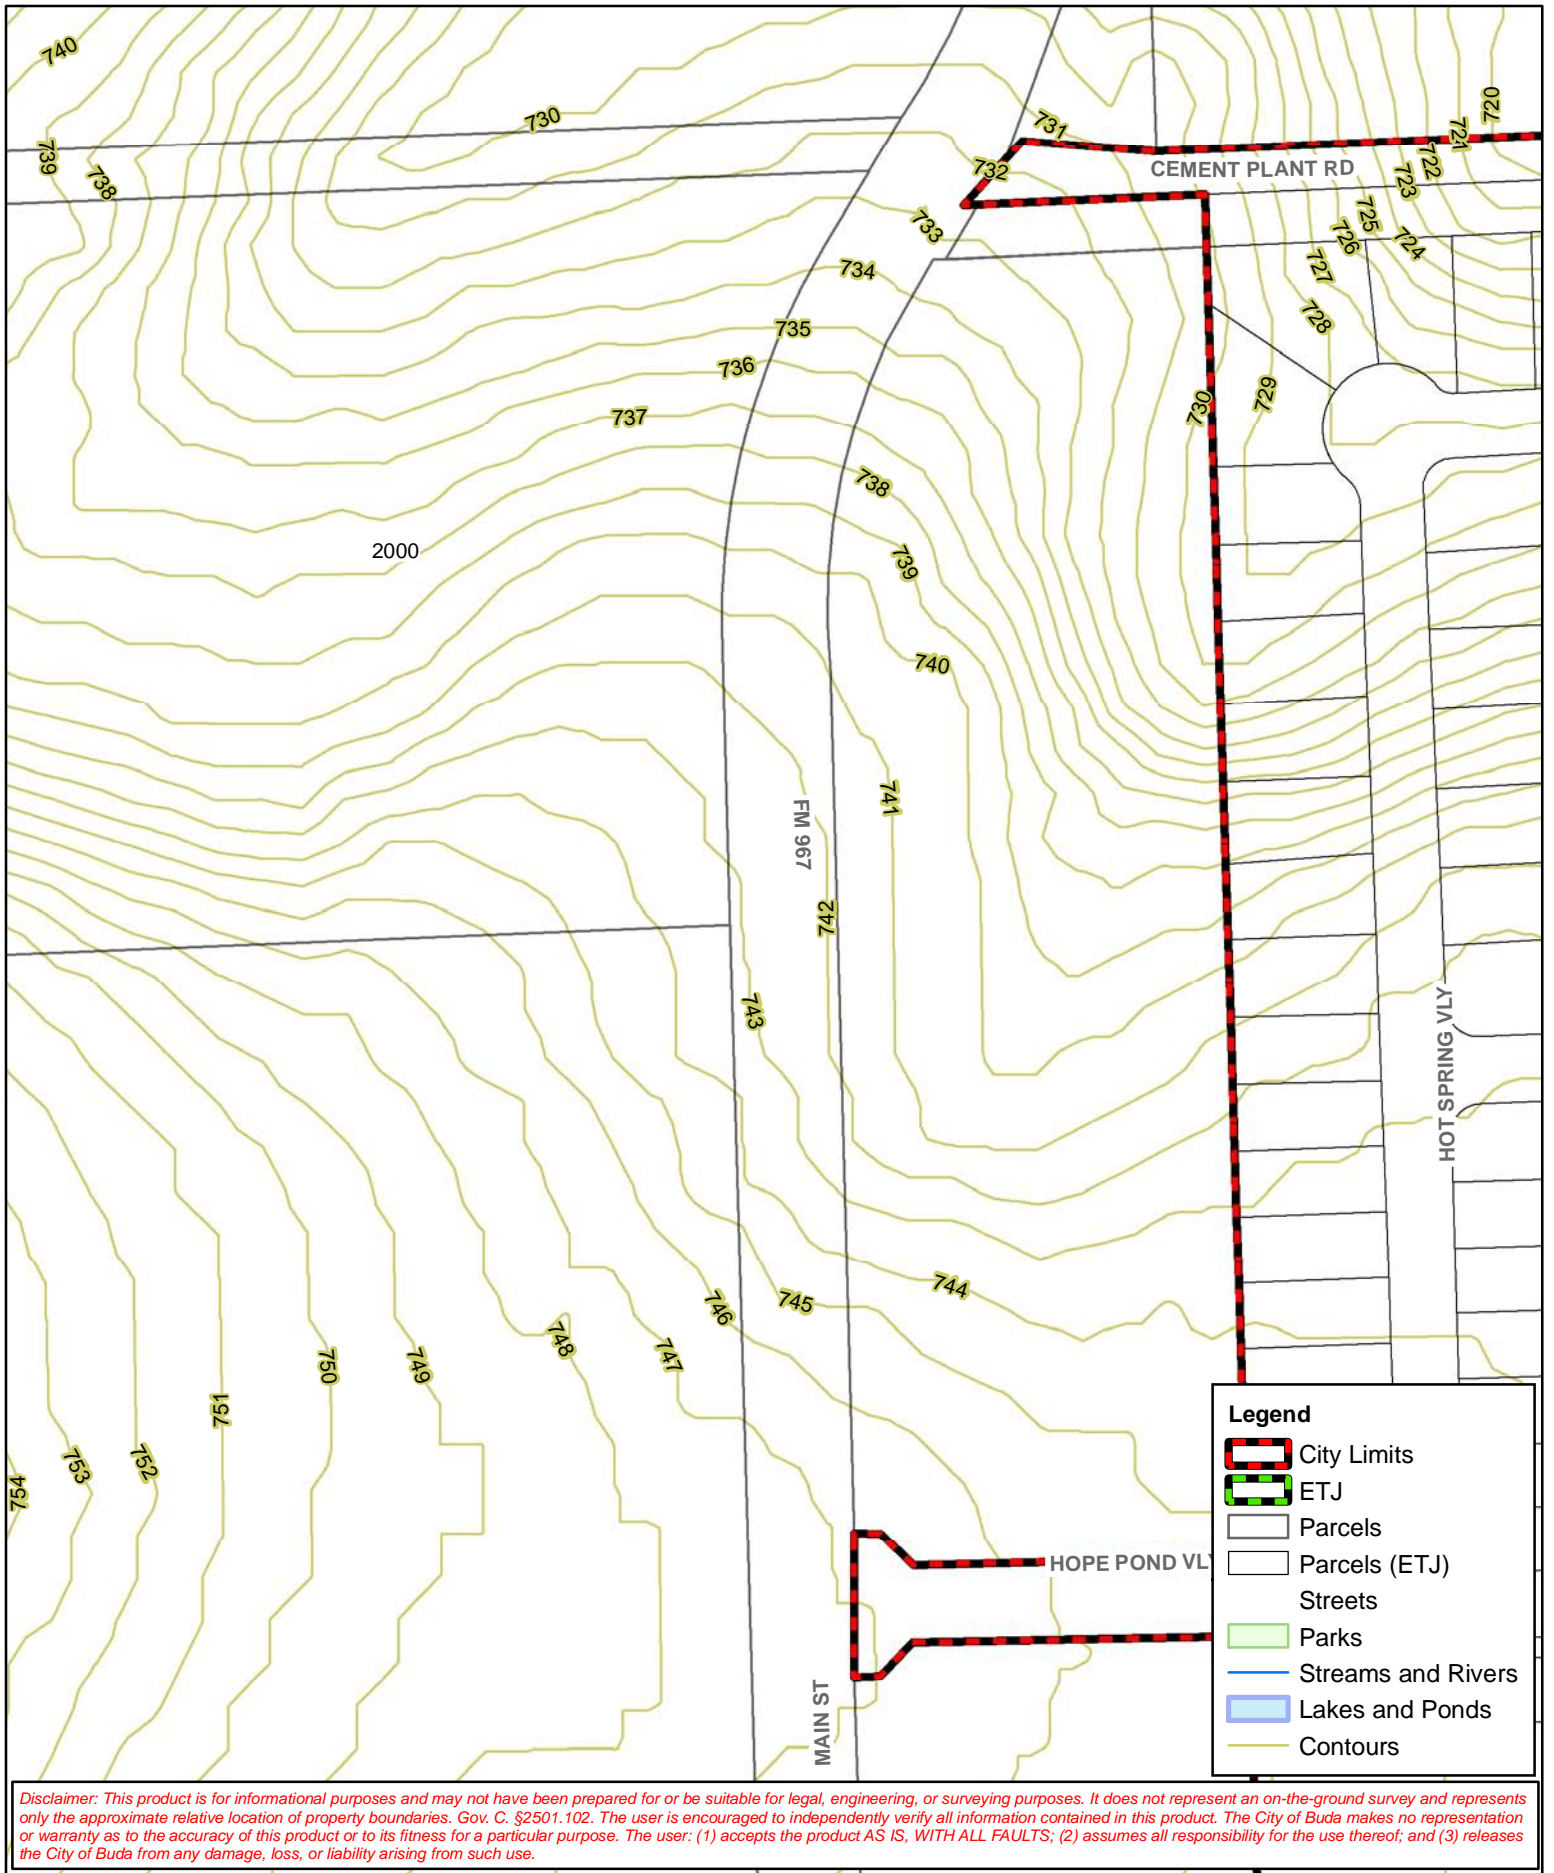 740
720
730
731
721
739
738
732
CEMENT PLANT RD
722
723
733
725
726
724
734
727
728
735
736
737
730
729
738
2000
739
740
741
FM 967
742
743
HOT SPRING VLY
744
745
746
747
748
749
750
751
752
753
754
HOPE POND VLY
MAIN ST
Legend
City Limits
ETJ
Parcels
Parcels (ETJ)
Streets
Parks
Streams and Rivers
Lakes and Ponds
Contours
Disclaimer: This product is for informational purposes and may not have been prepared for or be suitable for legal, engineering, or surveying purposes. It does not represent an on-the-ground survey and represents
only the approximate relative location of property boundaries. Gov. C. §2501.102. The user is encouraged to independently verify all information contained in this product. The City of Buda makes no representation
or warranty as to the accuracy of this product or to its fitness for a particular purpose. The user: (1) accepts the product AS IS, WITH ALL FAULTS; (2) assumes all responsibility for the use thereof; and (3) releases
the City of Buda from any damage, loss, or liability arising from such use.